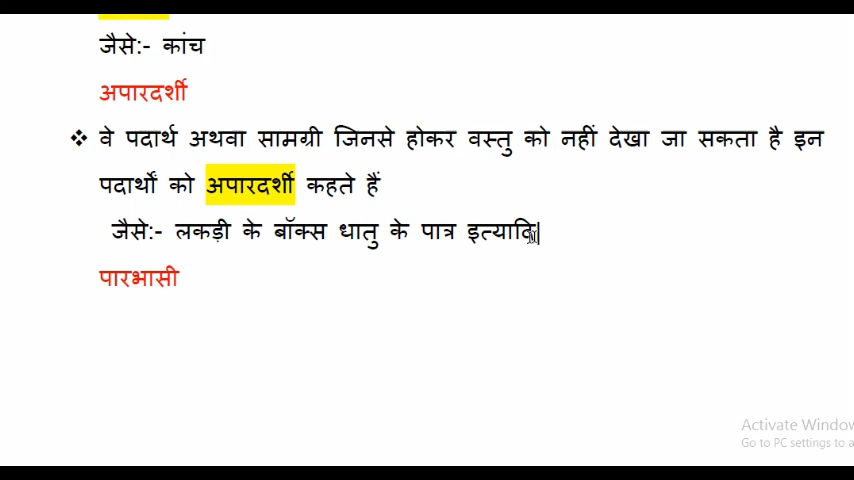 जैसे:- कांच
अपारदर्शी
❖ वे पदार्थ अथवा सामग्री जिनसे होकर वस्तु को नहीं देखा जा सकता है इन
पदार्थों को अपारदर्शी कहते हैं
जैसे:- लकड़ी के बॉक्स धातु के पात्र इत्यादि
पारभासी
Activate Window
Go to PC settings to a